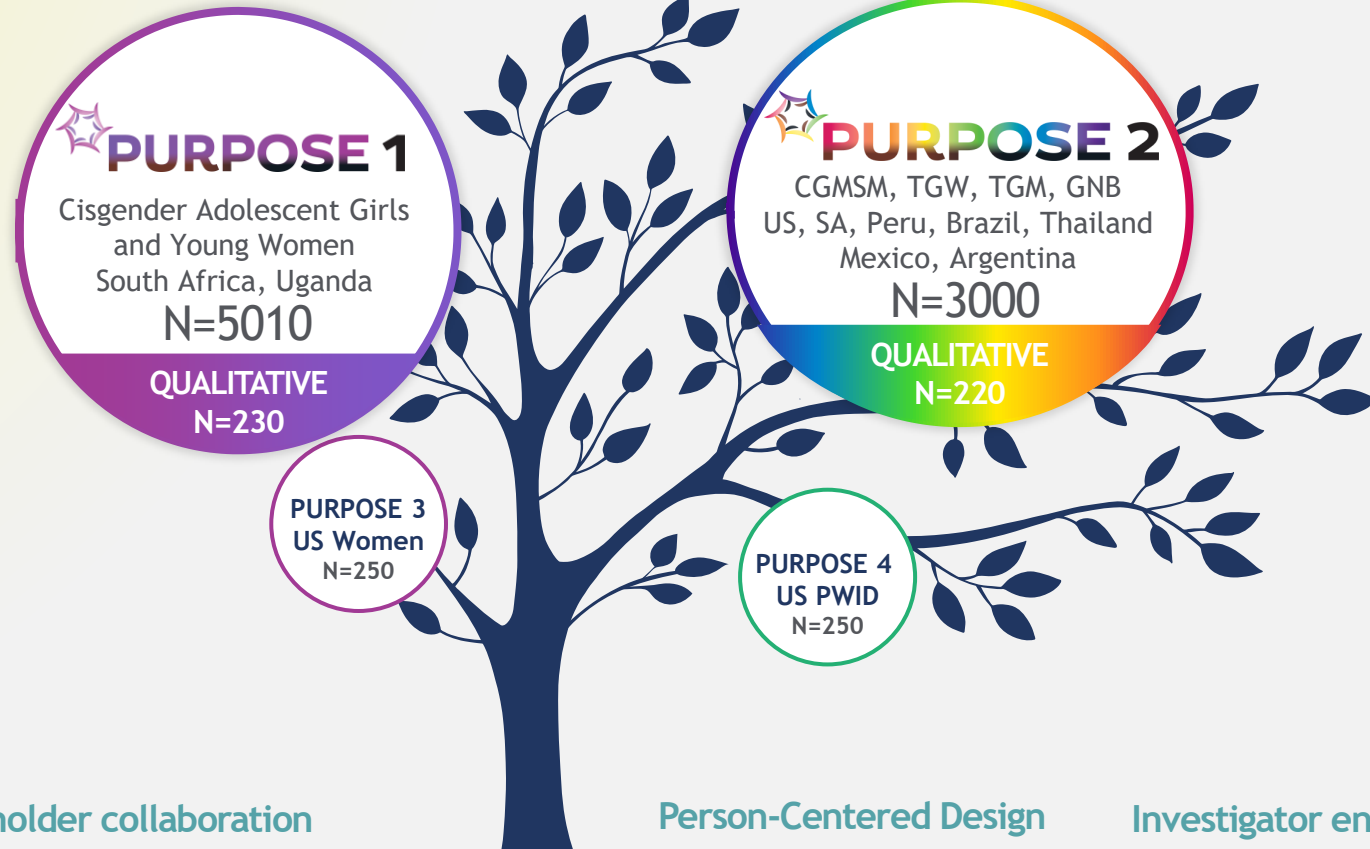 PURPOSE 1
Cisgender Adolescent Girls
and Young Women
South Africa, Uganda
N=5010
QUALITATIVE
N=230
PURPOSE 2
CGMSM, TGW, TGM, GNB
US, SA, Peru, Brazil, Thailand
Mexico, Argentina
N=3000
QUALITATIVE
N=220
PURPOSE 3
US Women
N=250
PURPOSE 4
US PWID
N=250
holder collaboration
Person-Centered Design
Investigator en